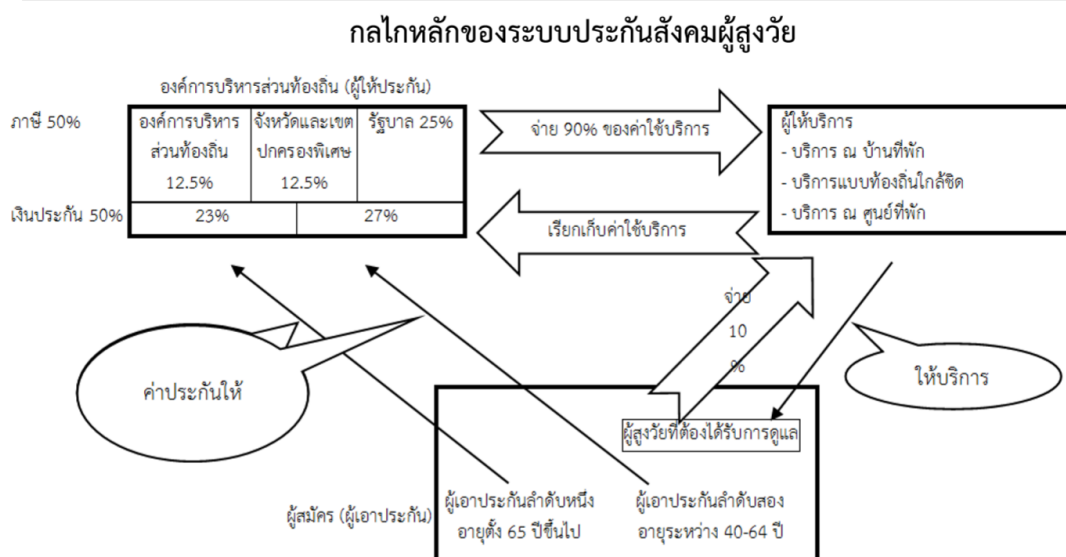 กลไกหลักของระบบประกันสังคมผู้สูงวัย
องค์การบริหารส่วนท้องถิ่น (ผู้ให้ประกัน)
ภาษี 50%
องค์การบริหาร
ส่วนท้องถิ่น
12.5%
จังหวัดและเขต
ปกครองพิเศษ
12.5%
รัฐบาล 25%
เงินประกัน 50%
23%
27%
จ่าย 90% ของค่าใช้บริการ
ผู้ให้บริการ
- บริการ ณ บ้านที่พัก
- บริการแบบท้องถิ่นใกล้ชิด
- บริการ ณ ศูนย์ที่พัก
เรียกเก็บค่าใช้บริการ
จ่าย
10
%
ค่าประกันให้
ให้บริการ
ผู้สูงวัยที่ต้องได้รับการดูแล
ผู้สมัคร (ผู้เอาประกัน)
ผู้เอาประกันลำดับหนึ่ง
อายุตั้ง 65 ปีขึ้นไป
ผู้เอาประกันลำดับสอง
อายุระหว่าง 40-64 ปี